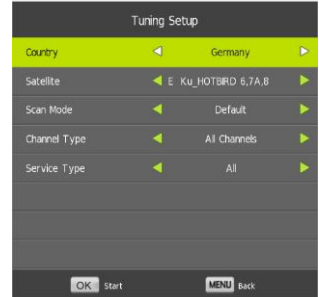 Tuning Setup
Country Germany
Satellite E Ku_HOTBIRD 6,7A,8
Scan Mode Default
Channel Type All Channels
Service Type All
OK Start MENU Back